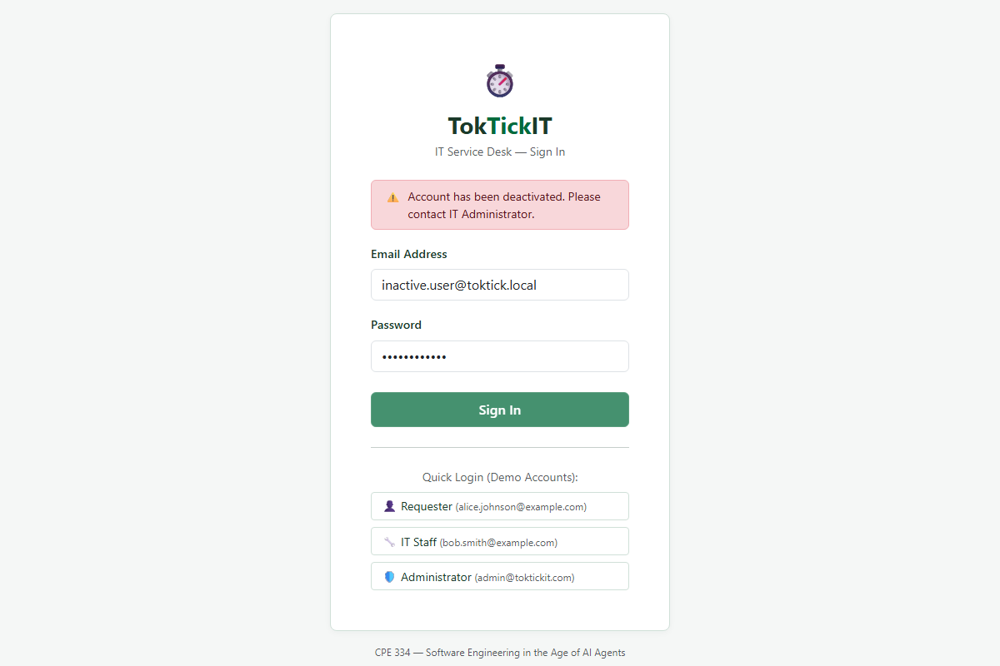 TokTickIT
IT Service Desk — Sign In
Account has been deactivated. Please
contact IT Administrator.
Email Address
inactive.user@toktick.local
Password
••••••••••••
Sign In
Quick Login (Demo Accounts):
Requester (alice.johnson@example.com)
IT Staff (bob.smith@example.com)
Administrator (admin@toktickit.com)
CPE 334 — Software Engineering in the Age of AI Agents